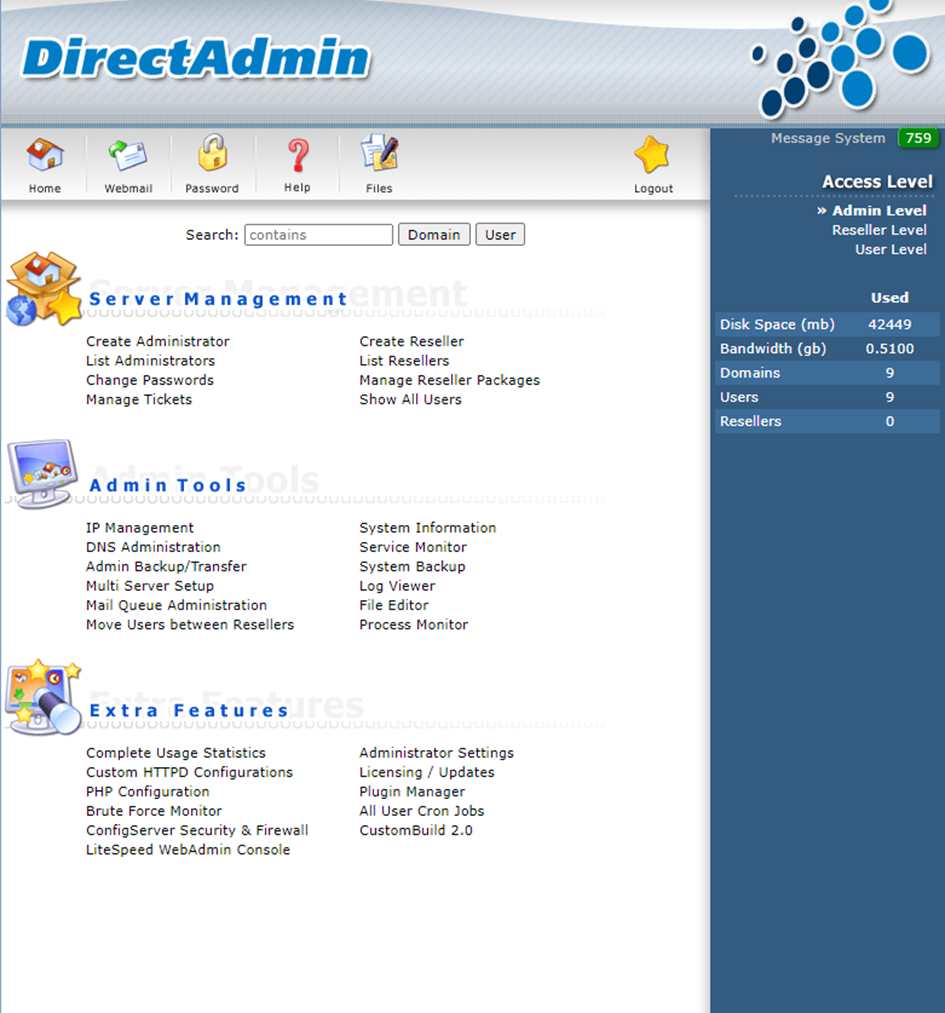 DirectAdmin
Home
Webmail
Password
Help
Files
Logout
Search: contains Domain User
Server Management
Create Administrator
List Administrators
Change Passwords
Manage Tickets
Create Reseller
List Resellers
Manage Reseller Packages
Show All Users
Admin Tools
IP Management
DNS Administration
Admin Backup/Transfer
Multi Server Setup
Mail Queue Administration
Move Users between Resellers
System Information
Service Monitor
System Backup
Log Viewer
File Editor
Process Monitor
Extra Features
Complete Usage Statistics
Custom HTTPD Configurations
PHP Configuration
Brute Force Monitor
ConfigServer Security & Firewall
LiteSpeed WebAdmin Console
Administrator Settings
Licensing / Updates
Plugin Manager
All User Cron Jobs
CustomBuild 2.0
Message System 759
Access Level
» Admin Level
Reseller Level
User Level
Used
Disk Space (mb) 42449
Bandwidth (gb) 0.5100
Domains 9
Users 9
Resellers 0